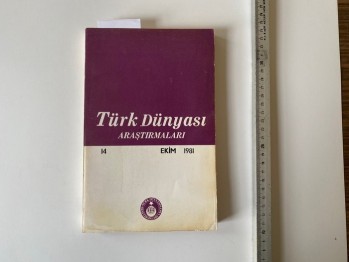 Türk Dünyası
ARAŞTIRMALARI
14 EKİM 1981